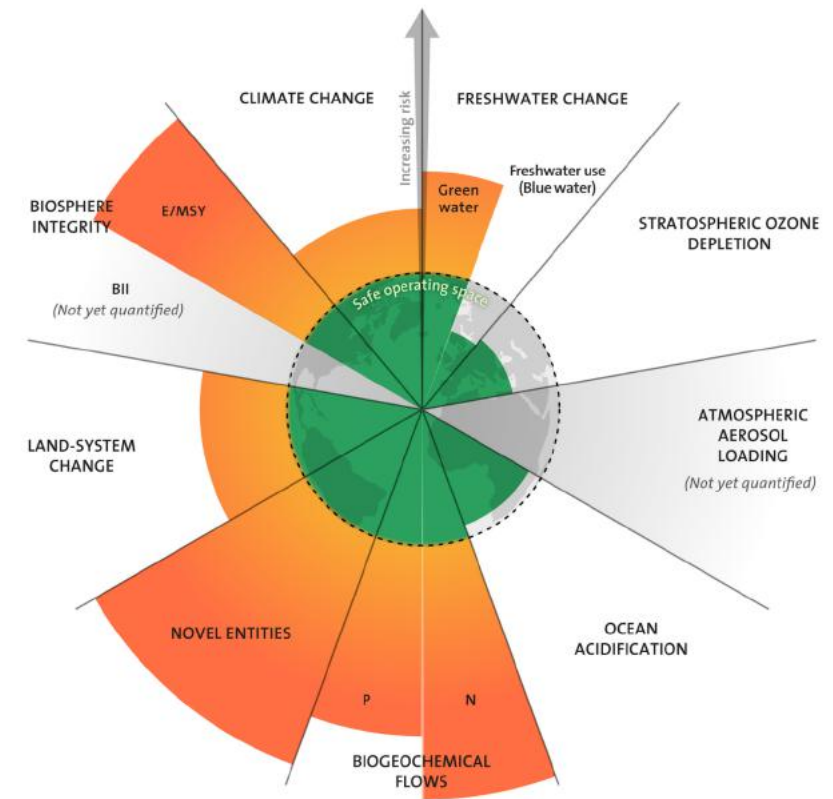 CLIMATE CHANGE
Increasing risk
FRESHWATER CHANGE
Green
water
Freshwater use
(Blue water)
STRATOSPHERIC OZONE
DEPLETION
ATMOSPHERIC
AEROSOL
LOADING
(Not yet quantified)
OCEAN
ACIDIFICATION
BIOGEOCHEMICAL
FLOWS
N
P
NOVEL ENTITIES
LAND-SYSTEM
CHANGE
BIOSPHERE
INTEGRITY
E/MSY
BII
(Not yet quantified)
Safe operating space